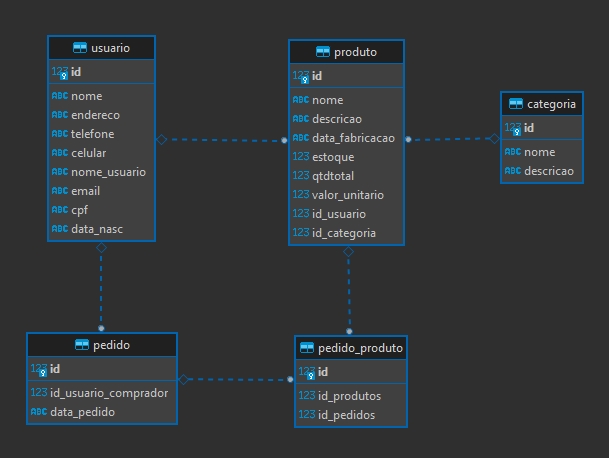 usuario
123 id
ABC nome
ABC endereco
ABC telefone
ABC celular
ABC nome_usuario
ABC email
ABC cpf
ABC data_nasc
produto
123 id
ABC nome
ABC descricao
ABC data_fabricacao
123 estoque
123 qtdtotal
123 valor_unitario
123 id_usuario
123 id_categoria
categoria
123 id
ABC nome
ABC descricao
pedido
123 id
123 id_usuario_comprador
ABC data_pedido
pedido_produto
123 id
123 id_produtos
123 id_pedidos